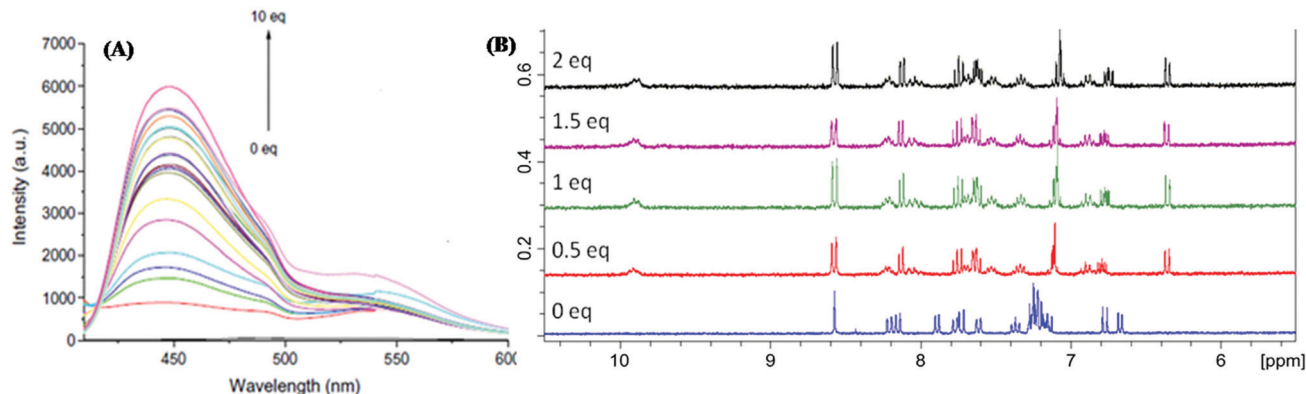 (A)
10 eq
0 eq
7000
6000
5000
4000
3000
2000
1000
0
Intensity (a.u.)
450
500
550
600
Wavelength (nm)
(B)
2 eq
1.5 eq
1 eq
0.5 eq
0 eq
0.6
0.4
0.2
10
9
8
7
6
[ppm]